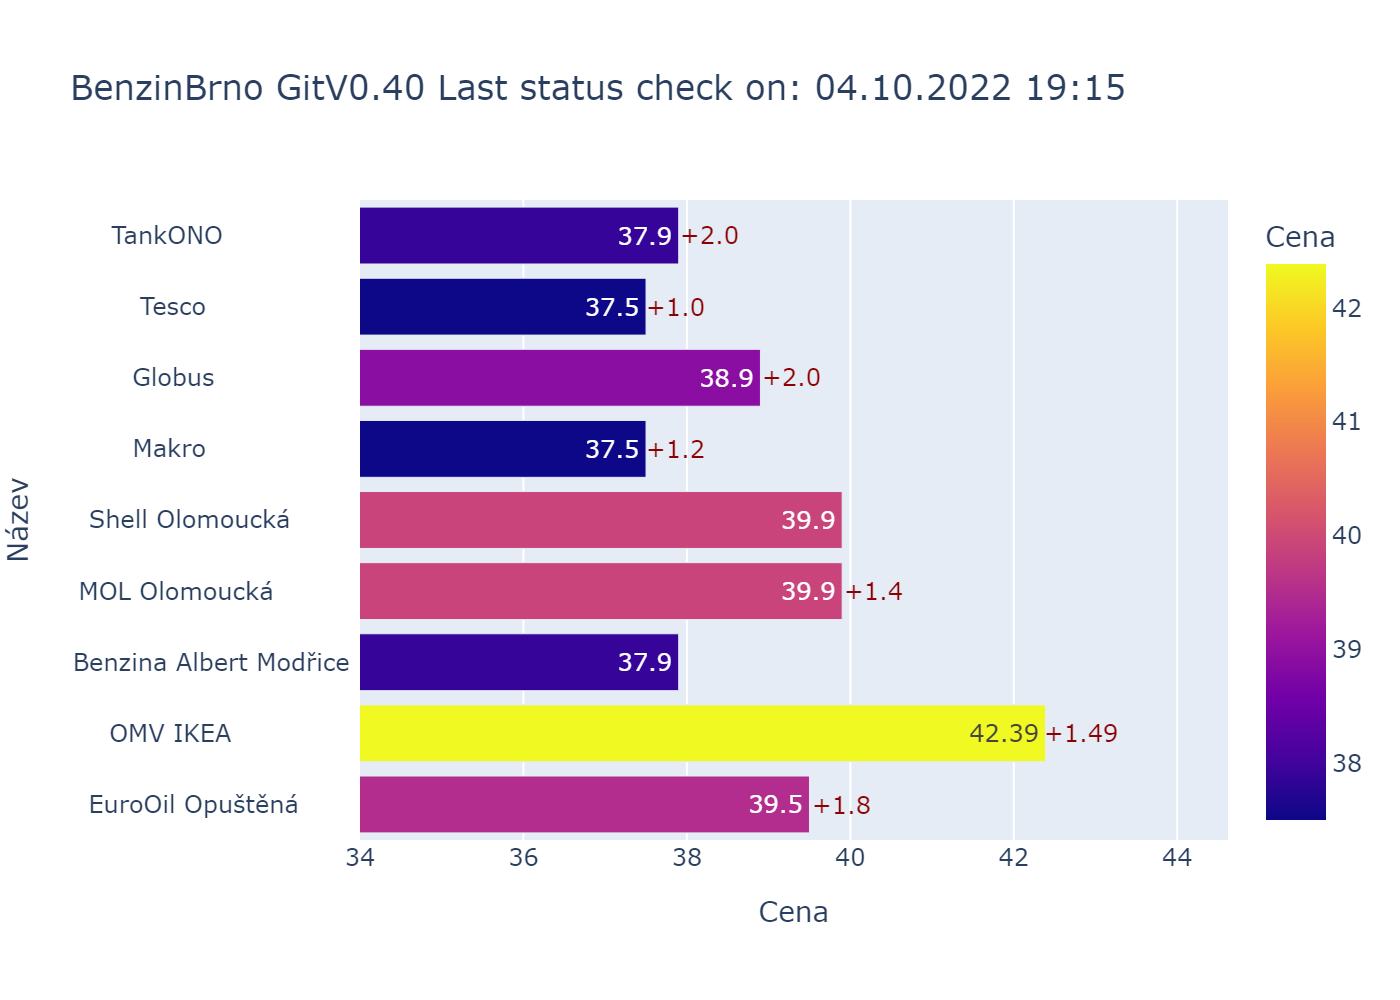 BenzinBrno GitV0.40 Last status check on: 04.10.2022 19:15
TankONO 37.9 +2.0
Tesco 37.5 +1.0
Globus 38.9 +2.0
Makro 37.5 +1.2
Shell Olomoucká 39.9
MOL Olomoucká 39.9 +1.4
Benzina Albert Modřice 37.9
OMV IKEA 42.39 +1.49
EuroOil Opuštěná 39.5 +1.8
Název
34 36 38 40 42 44
Cena
Cena
42
41
40
39
38